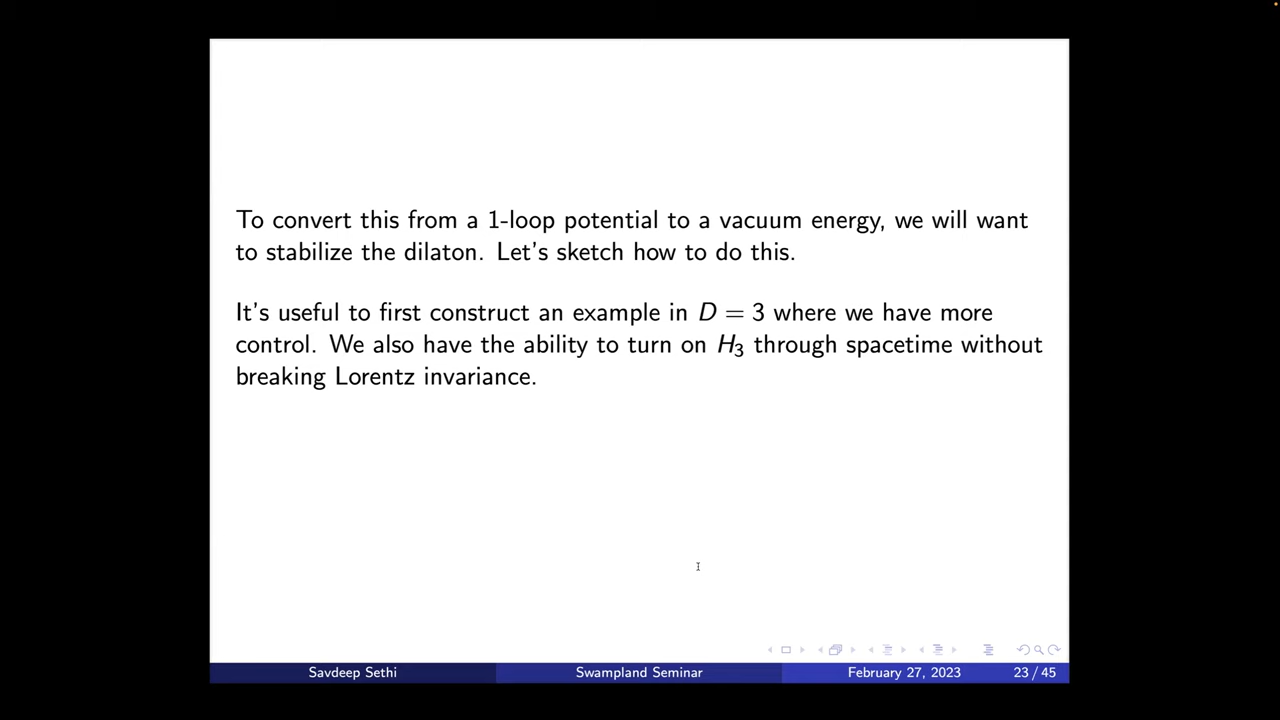 To convert this from a 1-loop potential to a vacuum energy, we will want
to stabilize the dilaton. Let's sketch how to do this.
It's useful to first construct an example in D = 3 where we have more
control. We also have the ability to turn on H₃ through spacetime without
breaking Lorentz invariance.
Savdeep Sethi Swampland Seminar February 27, 2023 23 / 45